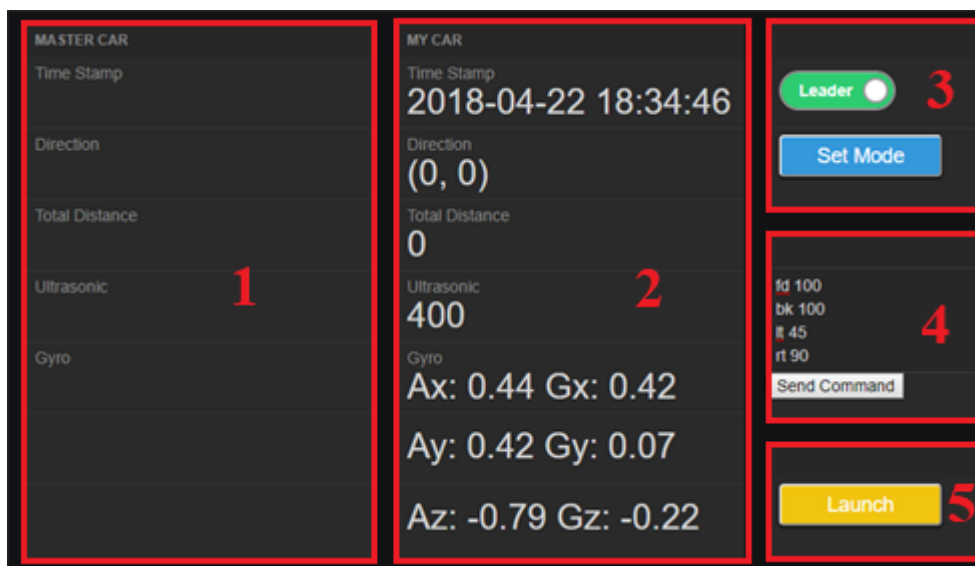 MASTER CAR
Time Stamp
Direction
Total Distance
Ultrasonic
Gyro
1
MY CAR
Time Stamp
2018-04-22 18:34:46
Direction
(0, 0)
Total Distance
0
Ultrasonic
400
Gyro
Ax: 0.44 Gx: 0.42
Ay: 0.42 Gy: 0.07
Az: -0.79 Gz: -0.22
2
Leader
Set Mode
3
fd 100
bk 100
lt 45
rt 90
Send Command
4
Launch
5